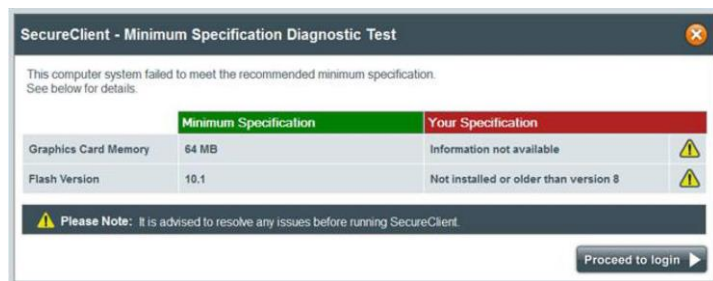 SecureClient - Minimum Specification Diagnostic Test
This computer system failed to meet the recommended minimum specification.
See below for details.
Minimum Specification Your Specification
Graphics Card Memory 64 MB Information not available
Flash Version 10.1 Not installed or older than version 8
Please Note: It is advised to resolve any issues before running SecureClient.
Proceed to login